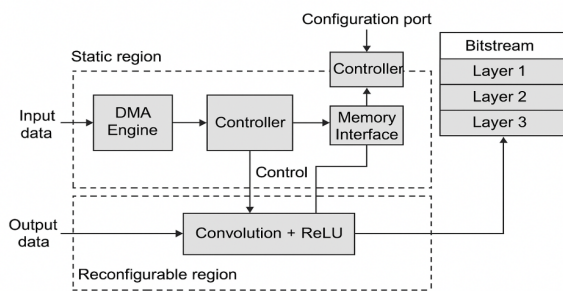 Configuration port
Static region
Controller
Bitstream
Layer 1
Layer 2
Layer 3
Input
data
DMA
Engine
Controller
Memory
Interface
Control
Output
data
Convolution + ReLU
Reconfigurable region